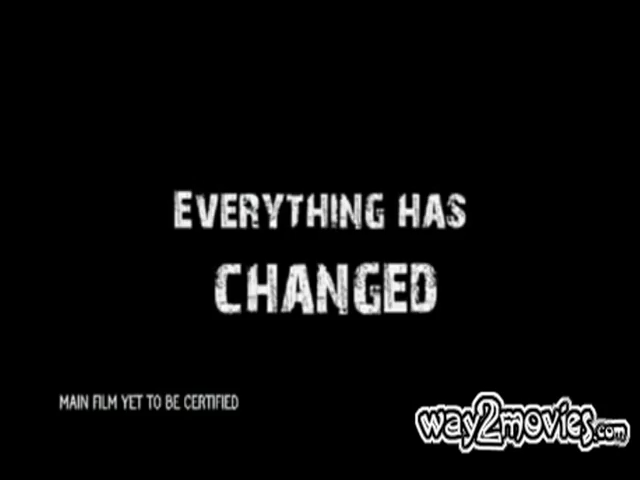 EVERYTHING HAS
CHANGED
MAIN FILM YET TO BE CERTIFIED
way2movies.com